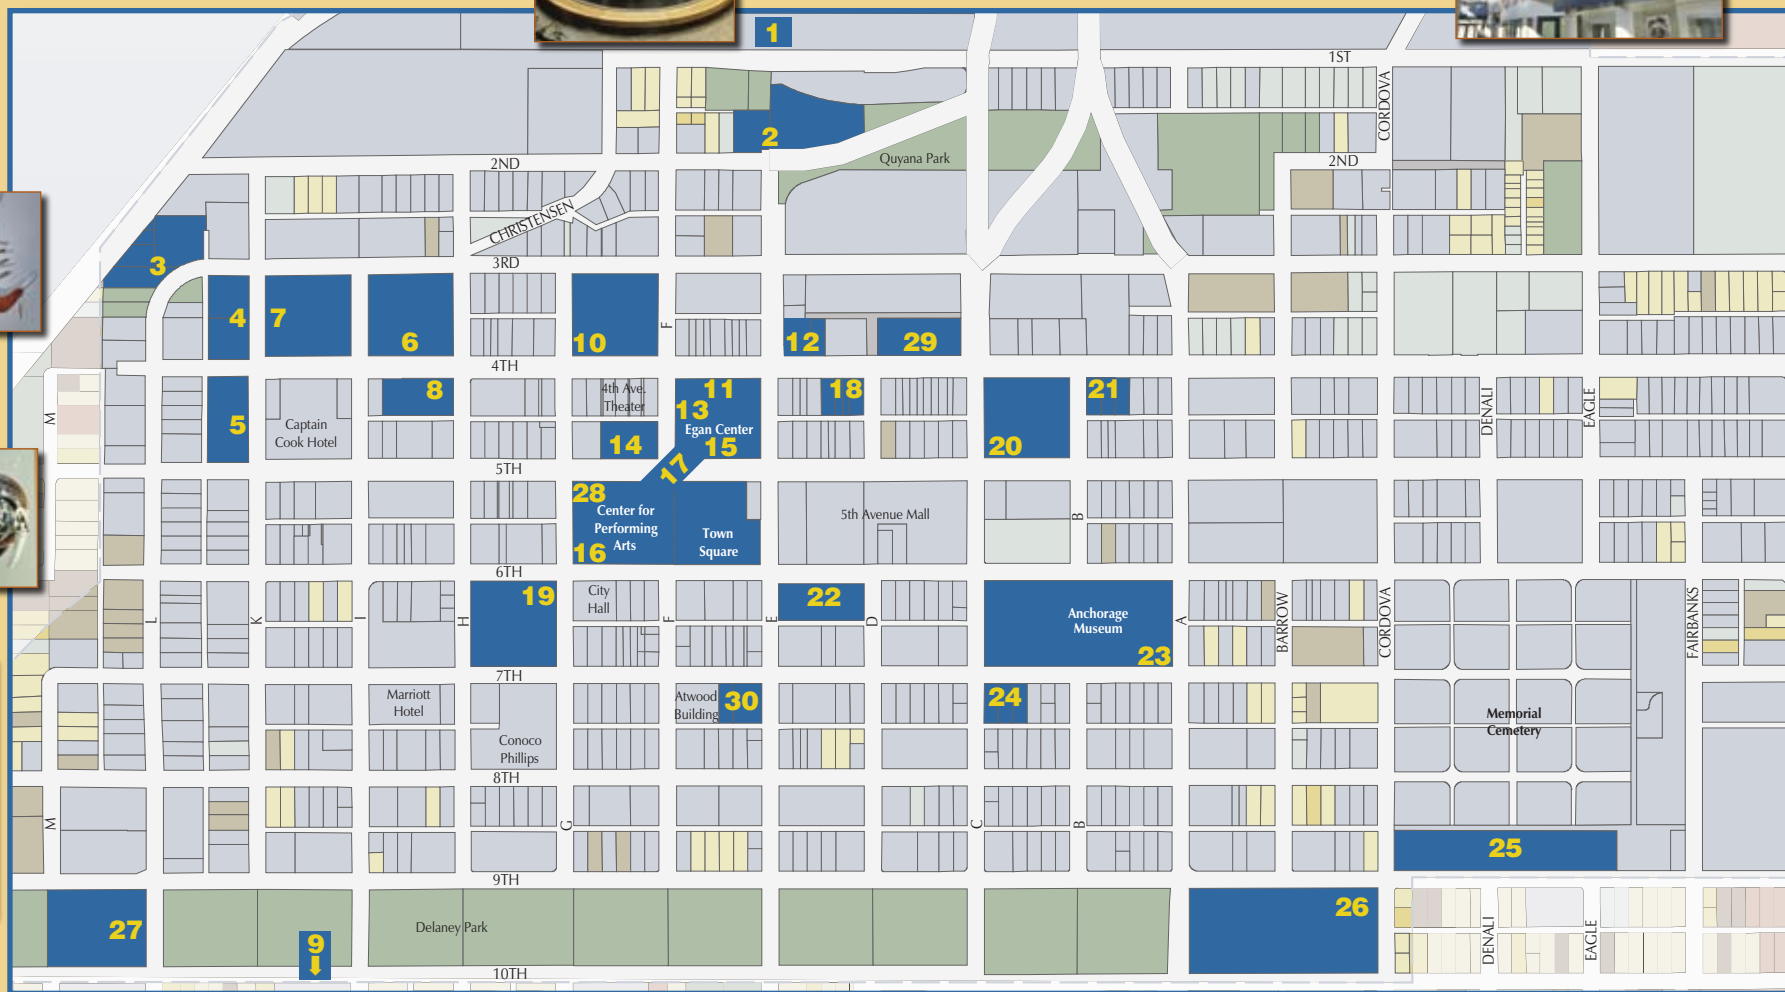 1
1ST
CORDOVA
2
Quyana Park
2ND
2ND
CHRISTENSEN
3RD
3
4
7
6
10
F
12
29
4TH
M
5
Captain
Cook Hotel
8
4th Ave.
Theater
14
11
13
Egan Center
15
17
18
20
21
DENALI
EAGLE
5TH
28
Center for
Performing
Arts
16
Town
Square
5th Avenue Mall
B
6TH
L
K
I
H
19
City
Hall
F
E
22
D
Anchorage
Museum
23
A
BARROW
CORDOVA
FAIRBANKS
7TH
Marriott
Hotel
Conoco
Phillips
Atwood
Building
30
24
Memorial
Cemetery
8TH
M
G
C
B
25
9TH
27
9
Delaney Park
26
DENALI
EAGLE
10TH